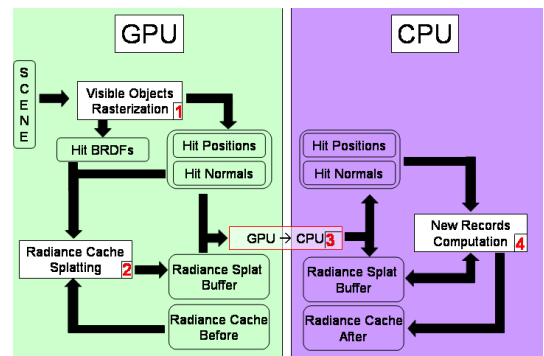 GPU
CPU
SCENE
Visible Objects
Rasterization 1
Hit BRDFs
Hit Positions
Hit Normals
Radiance Cache
Splatting 2
Radiance Splat
Buffer
Radiance Cache
Before
GPU → CPU 3
Hit Positions
Hit Normals
New Records
Computation 4
Radiance Splat
Buffer
Radiance Cache
After